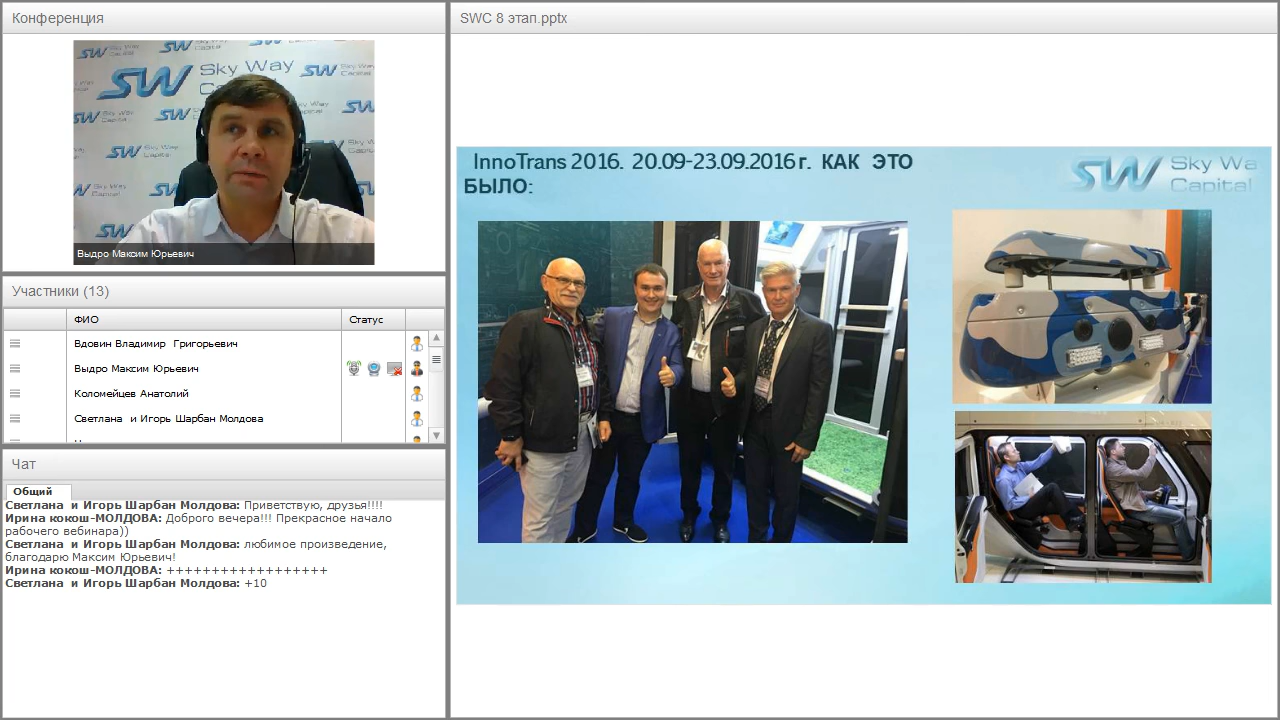 Конференция
SWC 8 этап.pptx
SW Sky Way
Capital
Выдро Максим Юрьевич
InnoTrans 2016. 20.09-23.09.2016 г. КАК ЭТО
БЫЛО:
SW Sky Wa
Capital
Участники (13)
ФИО
Статус
Вдовин Владимир Григорьевич
Выдро Максим Юрьевич
Коломейцев Анатолий
Светлана и Игорь Шарбан Молдова
Чат
Общий
Светлана и Игорь Шарбан Молдова: Приветствую, друзья!!!!
Ирина кокош-МОЛДОВА: Доброго вечера!!! Прекрасное начало
рабочего вебинара))
Светлана и Игорь Шарбан Молдова: любимое произведение,
благодарю Максим Юрьевич!
Ирина кокош-МОЛДОВА: ++++++++++++++++++
Светлана и Игорь Шарбан Молдова: +10